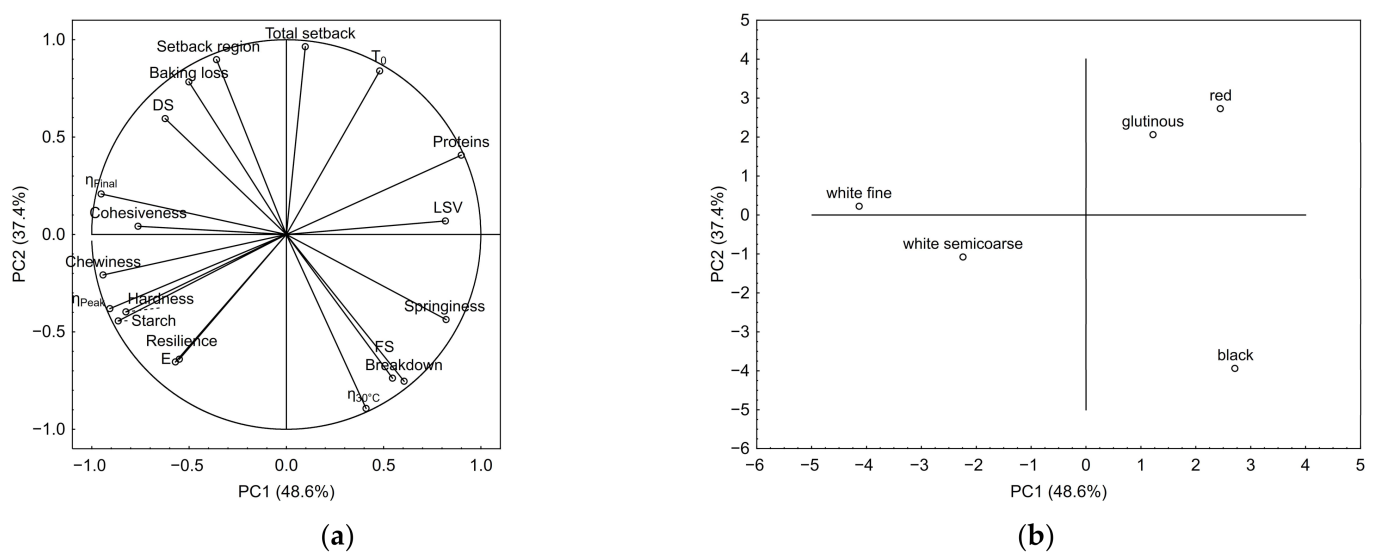 1.0
0.5
0.0
−0.5
−1.0
PC2 (37.4%)
Total setback
Setback region
T0
Baking loss
DS
Proteins
ηFinal
Cohesiveness
LSV
Chewiness
ηPeak
Hardness
Starch
Springiness
Resilience
E
FS
Breakdown
η30°C
−1.0 −0.5 0.0 0.5 1.0
PC1 (48.6%)
(a)
5
4
3
2
1
0
−1
−2
−3
−4
−5
−6
PC2 (37.4%)
red
glutinous
white fine
white semicoarse
black
−6 −5 −4 −3 −2 −1 0 1 2 3 4 5
PC1 (48.6%)
(b)